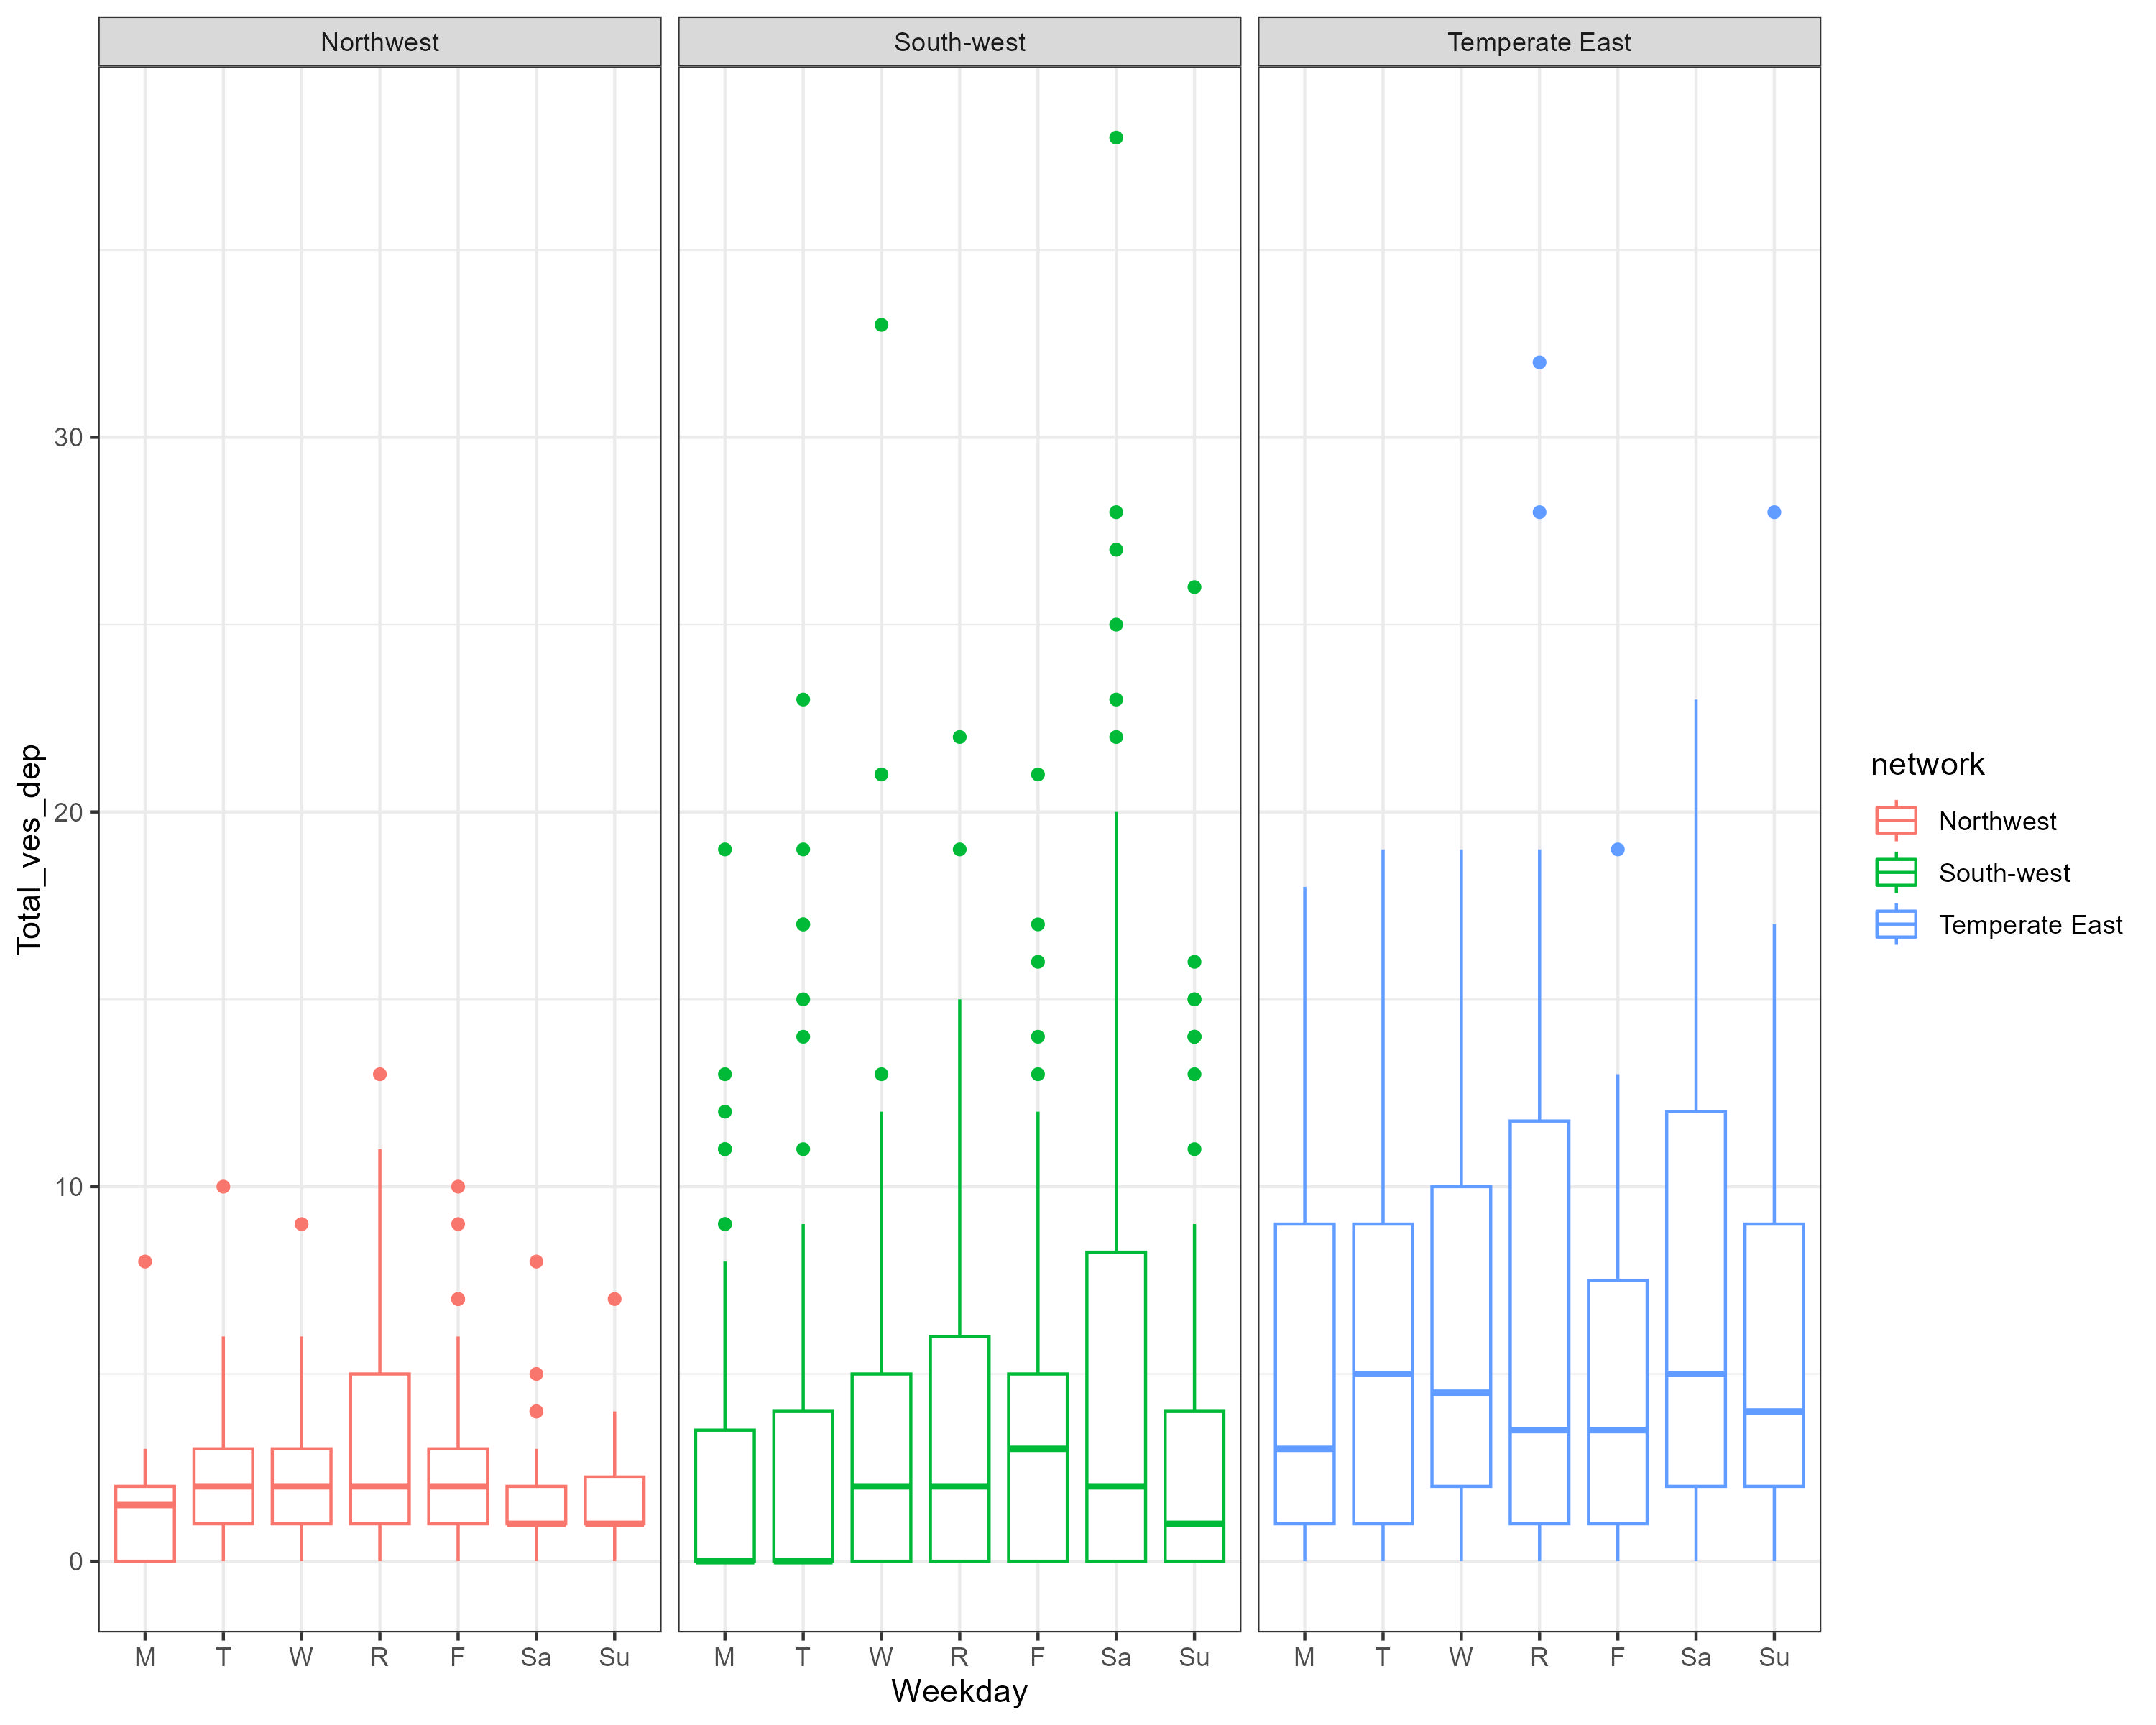 Northwest
South-west
Temperate East
Total_ves_dep
30
20
10
0
M T W R F Sa Su
M T W R F Sa Su
M T W R F Sa Su
Weekday
network
Northwest
South-west
Temperate East